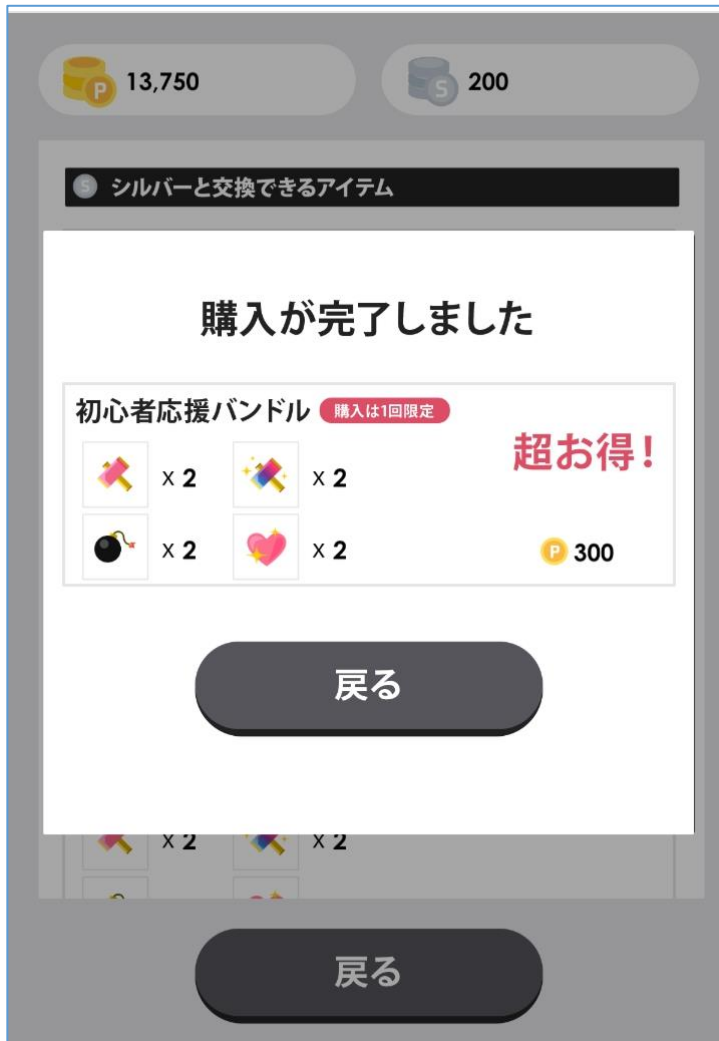 P 13,750 S 200
S シルバーと交換できるアイテム
購入が完了しました
初心者応援バンドル 購入は1回限定
超お得!
x 2 x 2
x 2 x 2 P 300
戻る
x 2 x 2
戻る